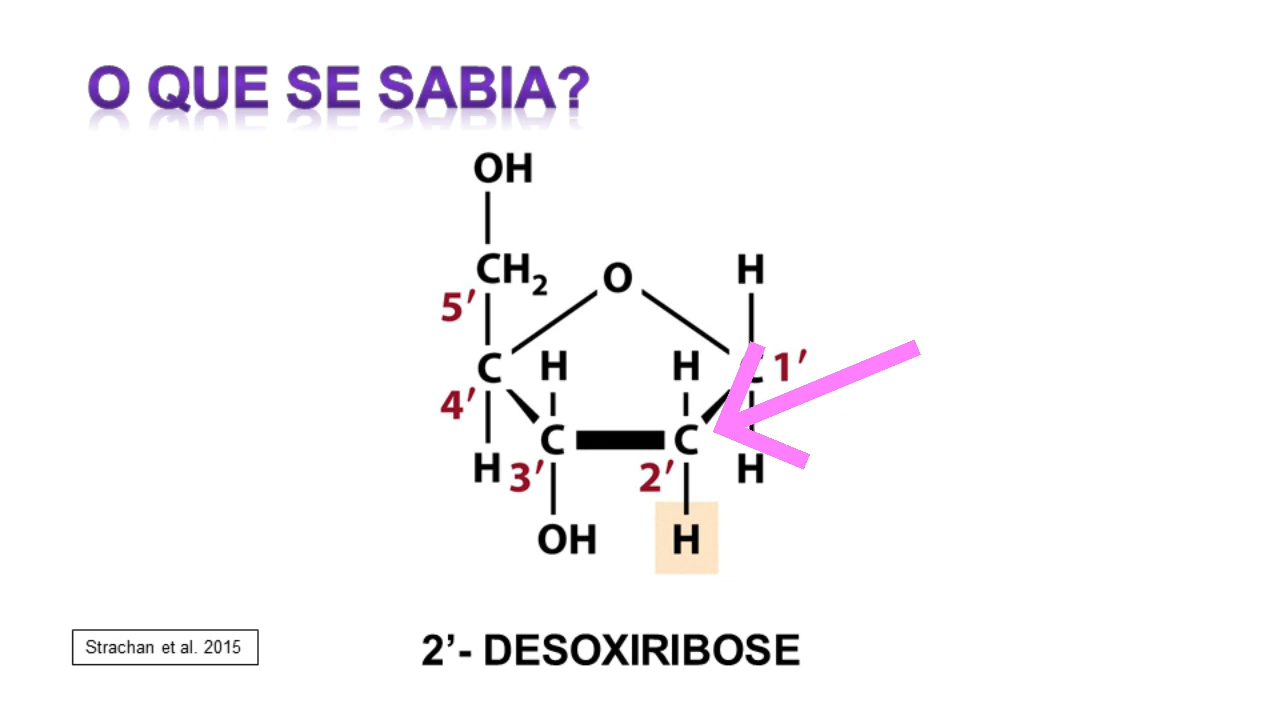 O QUE SE SABIA?
OH
CH2
O
H
5′
C
H
H
1′
4′
C
C
H
3′
2′
H
OH
H
Strachan et al. 2015
2’- DESOXIRIBOSE